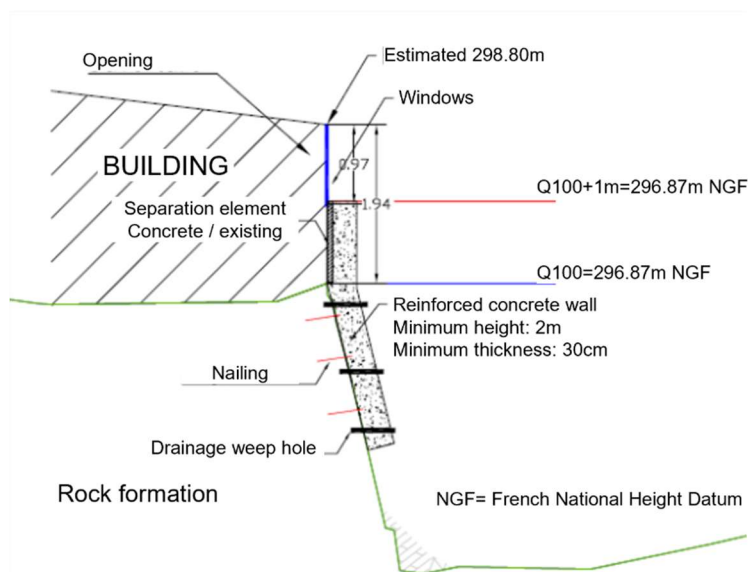 Opening
Estimated 298.80m
Windows
BUILDING
0.97
Q100+1m=296.87m NGF
1.94
Separation element
Concrete / existing
Q100=296.87m NGF
Reinforced concrete wall
Minimum height: 2m
Minimum thickness: 30cm
Nailing
Drainage weep hole
Rock formation
NGF= French National Height Datum